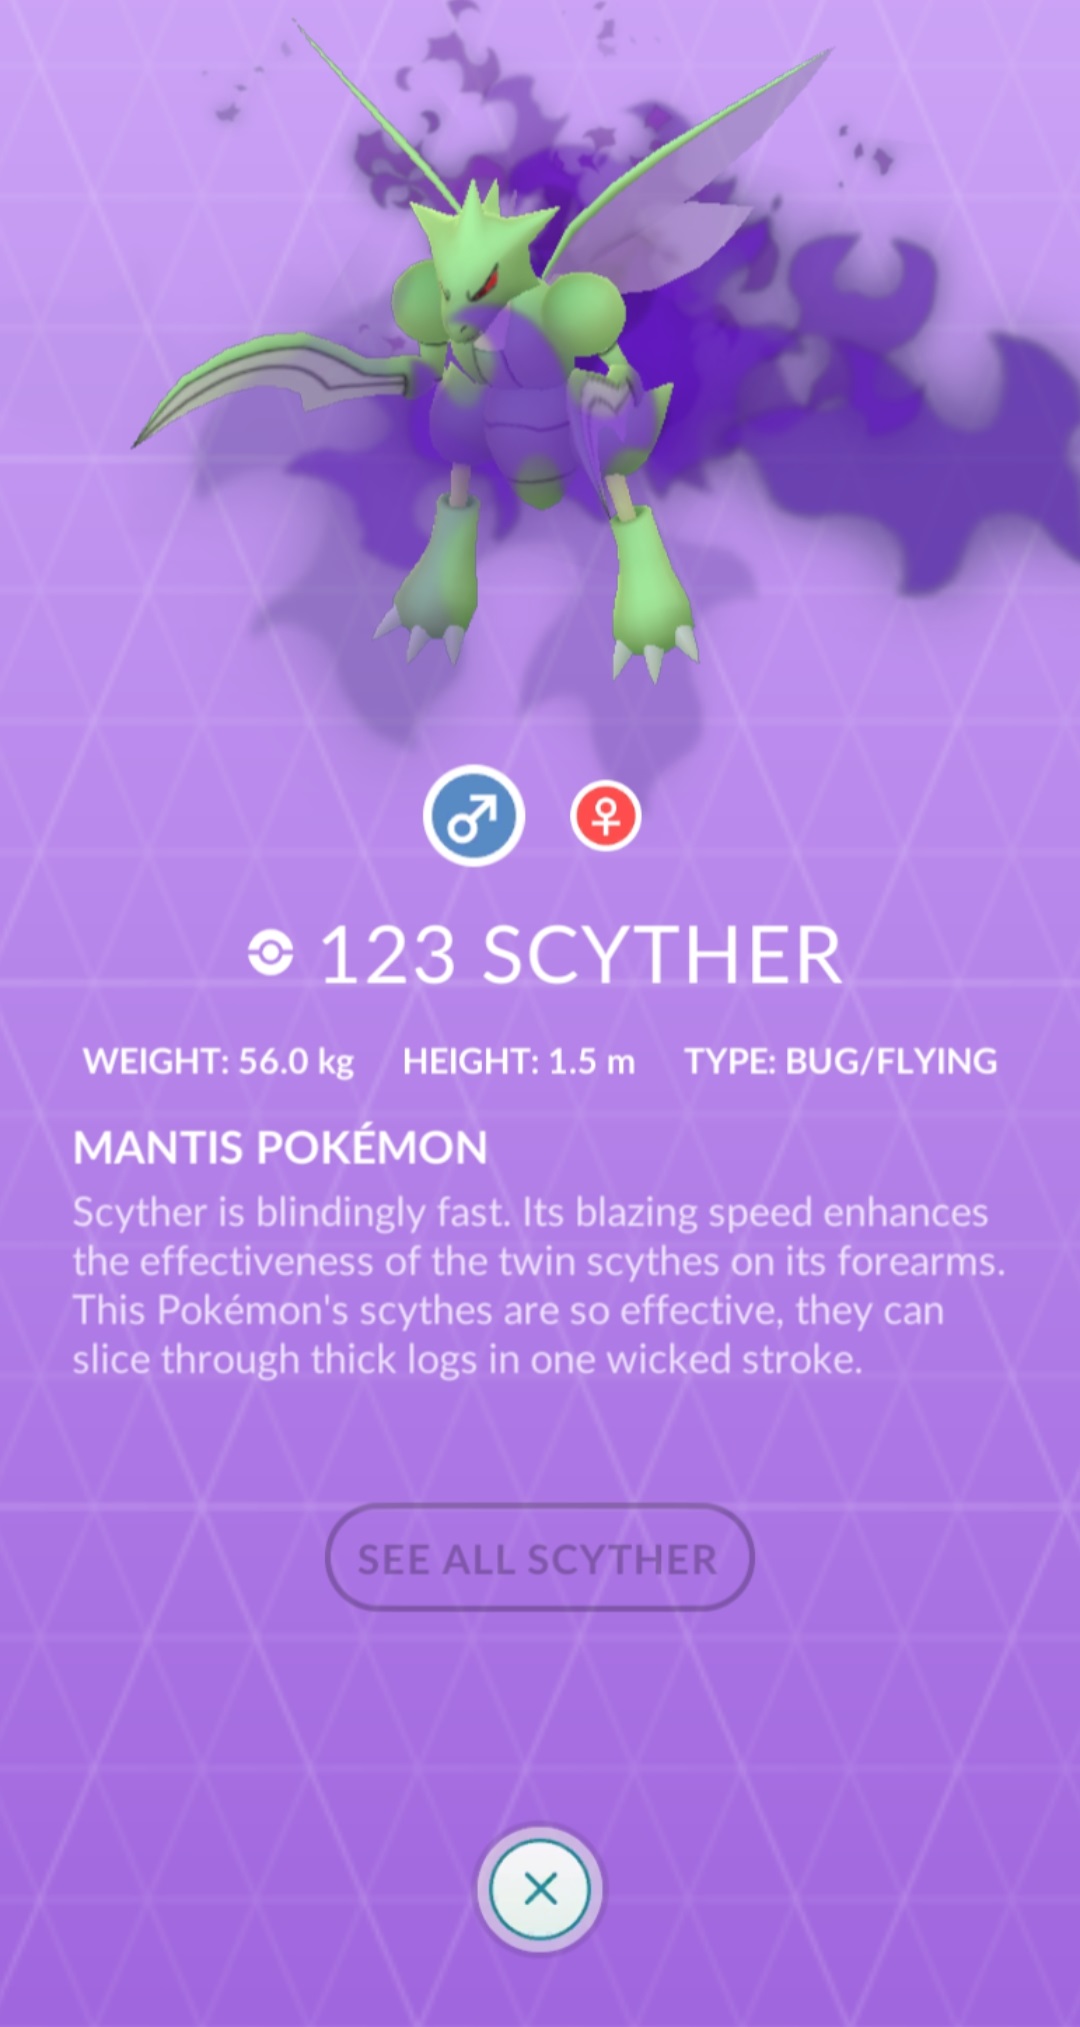 123 SCYTHER
WEIGHT: 56.0 kg HEIGHT: 1.5 m TYPE: BUG/FLYING
MANTIS POKÉMON
Scyther is blindingly fast. Its blazing speed enhances
the effectiveness of the twin scythes on its forearms.
This Pokémon's scythes are so effective, they can
slice through thick logs in one wicked stroke.
SEE ALL SCYTHER